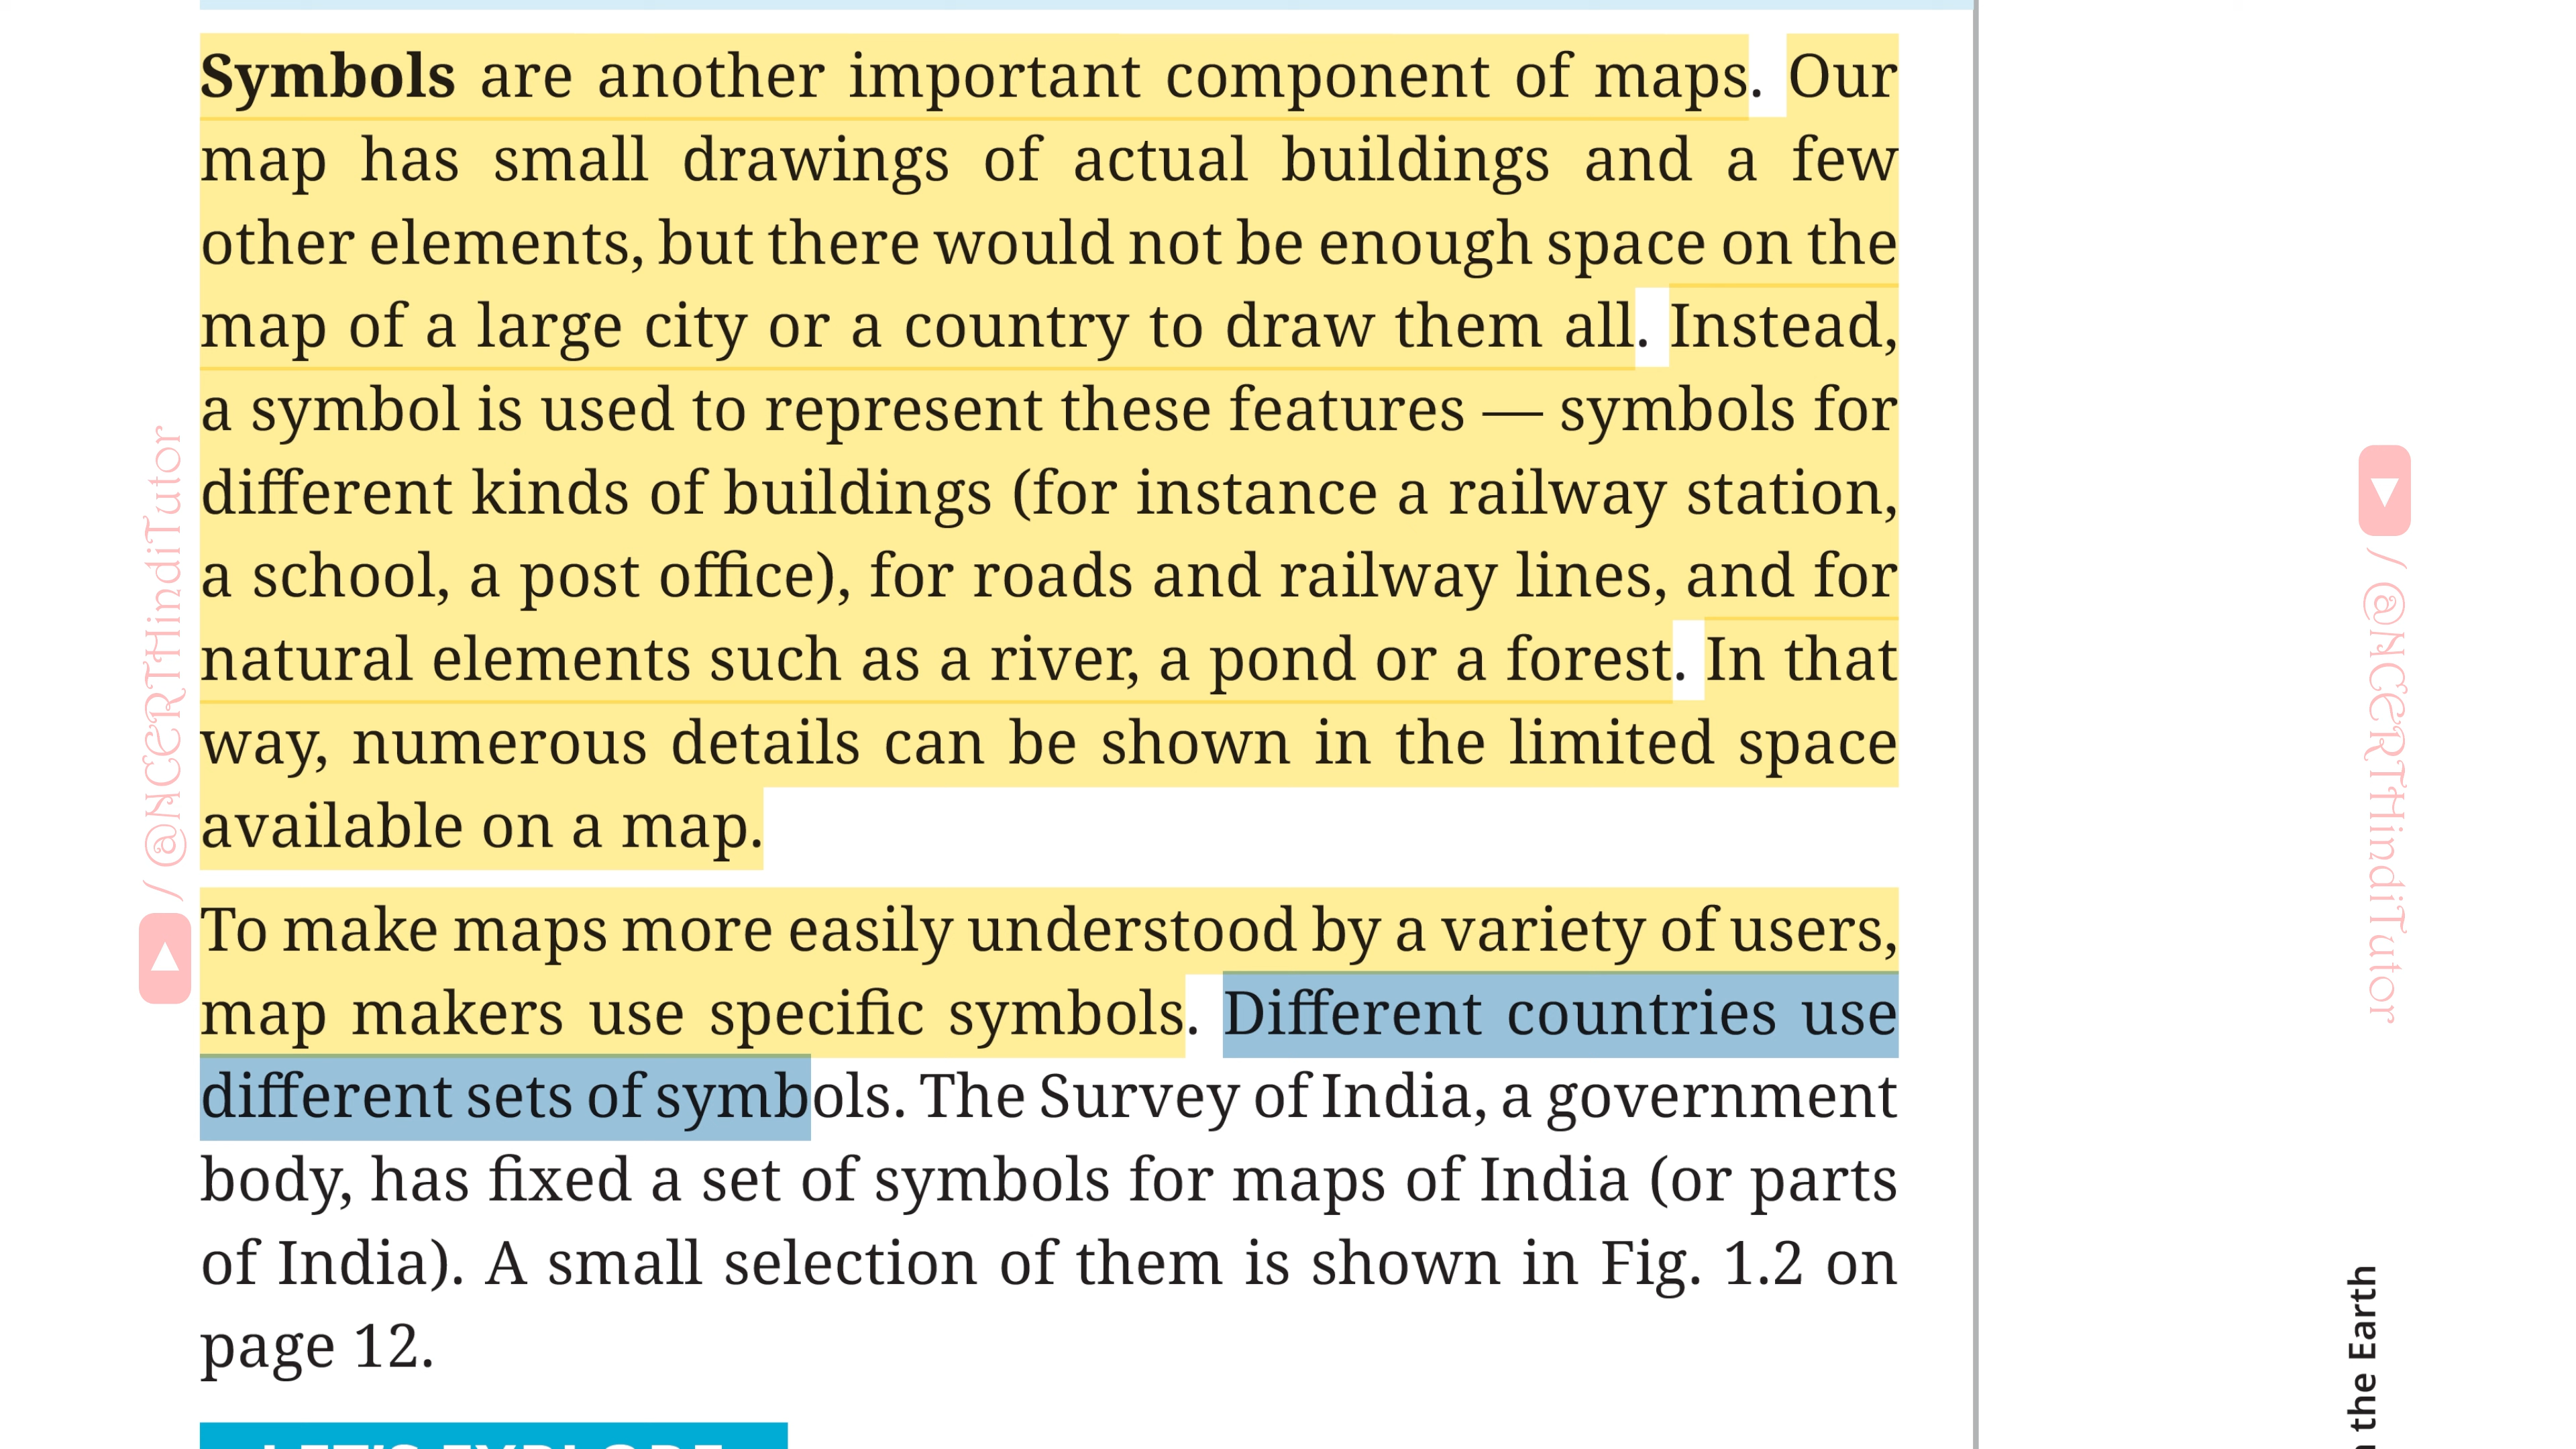 Symbols are another important component of maps. Our
map has small drawings of actual buildings and a few
other elements, but there would not be enough space on the
map of a large city or a country to draw them all. Instead,
a symbol is used to represent these features — symbols for
different kinds of buildings (for instance a railway station,
a school, a post office), for roads and railway lines, and for
natural elements such as a river, a pond or a forest. In that
way, numerous details can be shown in the limited space
available on a map.
To make maps more easily understood by a variety of users,
map makers use specific symbols. Different countries use
different sets of symbols. The Survey of India, a government
body, has fixed a set of symbols for maps of India (or parts
of India). A small selection of them is shown in Fig. 1.2 on
page 12.
LET'S EXPLORE
/ @NCERTHindiTutor
/ @NCERTHindiTutor
the Earth